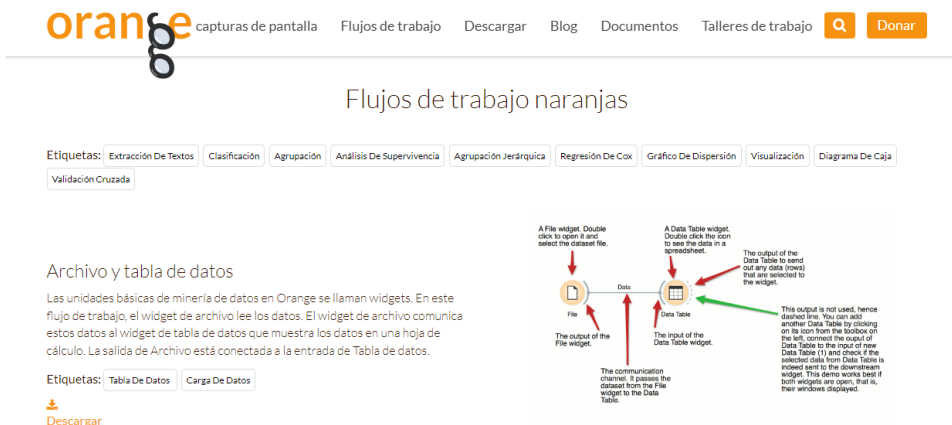 orange
capturas de pantalla Flujos de trabajo Descargar Blog Documentos Talleres de trabajo Donar
Flujos de trabajo naranjas
Etiquetas: Extracción De Textos Clasificación Agrupación Análisis De Supervivencia Agrupación Jerárquica Regresión De Cox Gráfico De Dispersión Visualización Diagrama De Caja
Validación Cruzada
Archivo y tabla de datos
Las unidades básicas de minería de datos en Orange se llaman widgets. En este
flujo de trabajo, el widget de archivo lee los datos. El widget de archivo comunica
estos datos al widget de tabla de datos que muestra los datos en una hoja de
cálculo. La salida de Archivo está conectada a la entrada de Tabla de datos.
Etiquetas: Tabla De Datos Carga De Datos
Descargar
A File widget. Double
click to open it and
select the dataset file.
A Data Table widget.
Double click the icon
to see the data in a
spreadsheet.
The output of the
Data Table to send
out any data (rows)
that are selected to
the widget.
Data
File
Data Table
The output of the
File widget.
The input of the
Data Table widget.
This output is not used, hence
dashed line. You can add
another Data Table by clicking
on its icon from the toolbox on
the left, connect the ouput of
Data Table to the input of new
Data Table (1) and check if the
selected data from Data Table is
indeed sent to the downstream
widget. This demo works best if
both widgets are open, that is,
their windows displayed.
The communication
channel. It passes the
dataset from the File
widget to the Data
Table.